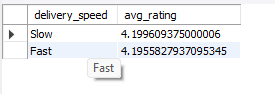 delivery_speed avg_rating
Slow 4.199609375000006
Fast 4.1955827937095345
Fast